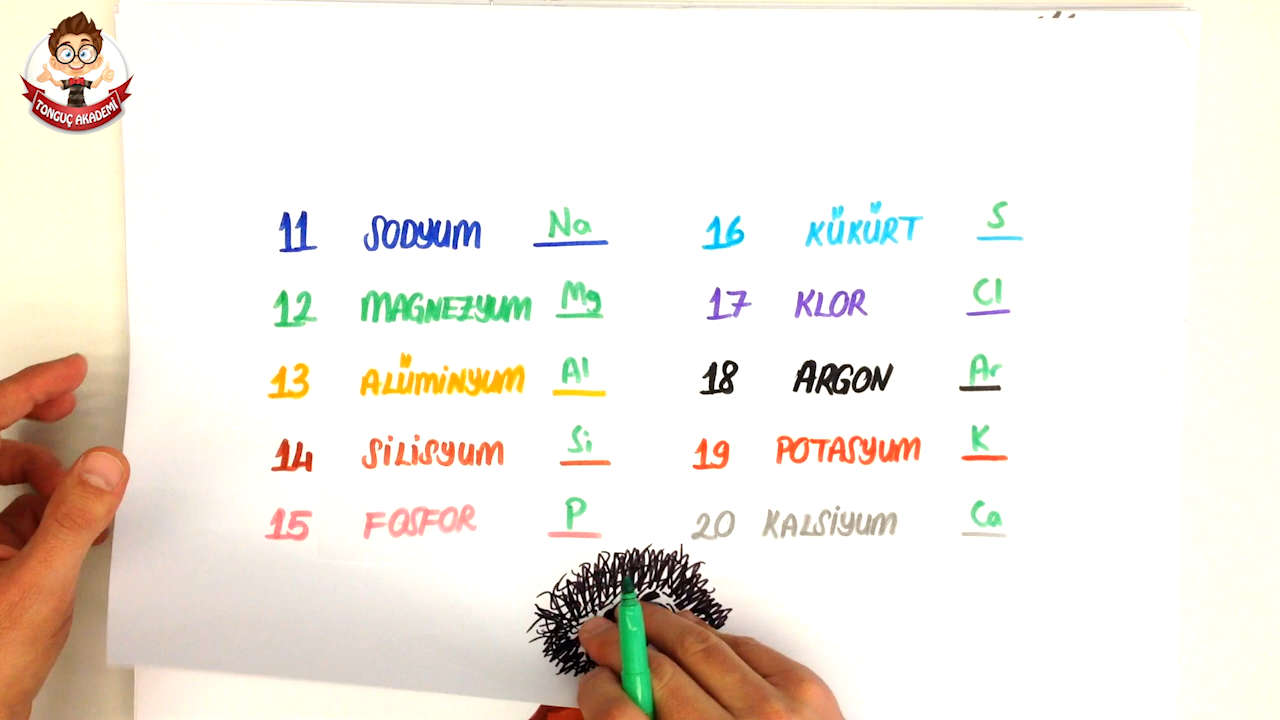 TONGUÇ AKADEMİ
11 SODYUM Na
12 MAGNEZYUM Mg
13 ALÜMİNYUM Al
14 SİLİSYUM Si
15 FOSFOR P
16 KÜKÜRT S
17 KLOR Cl
18 ARGON Ar
19 POTASYUM K
20 KALSİYUM Ca